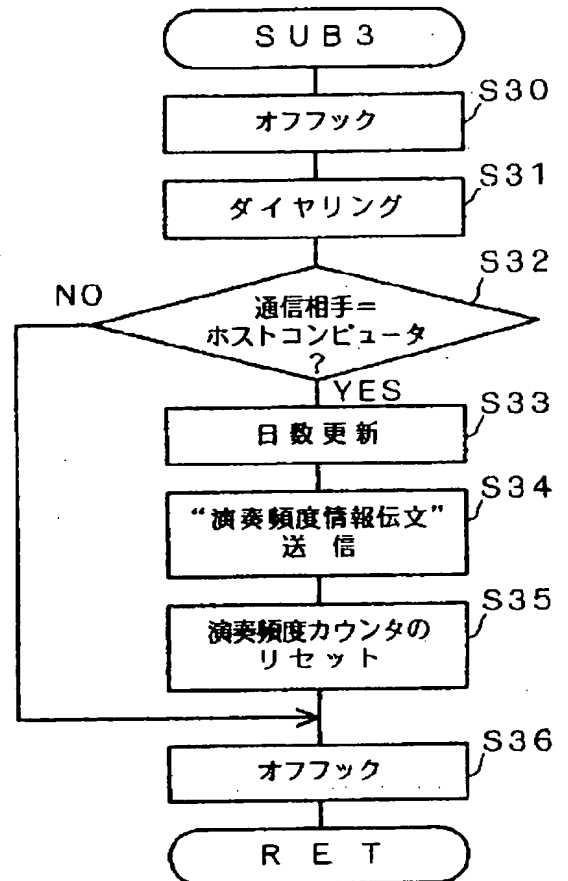 SUB3
S30
オフフック
S31
ダイヤリング
S32
NO
通信相手=
ホストコンピュータ
?
YES
S33
日数更新
S34
“演奏頻度情報伝文”
送信
S35
演奏頻度カウンタの
リセット
S36
オフフック
RET